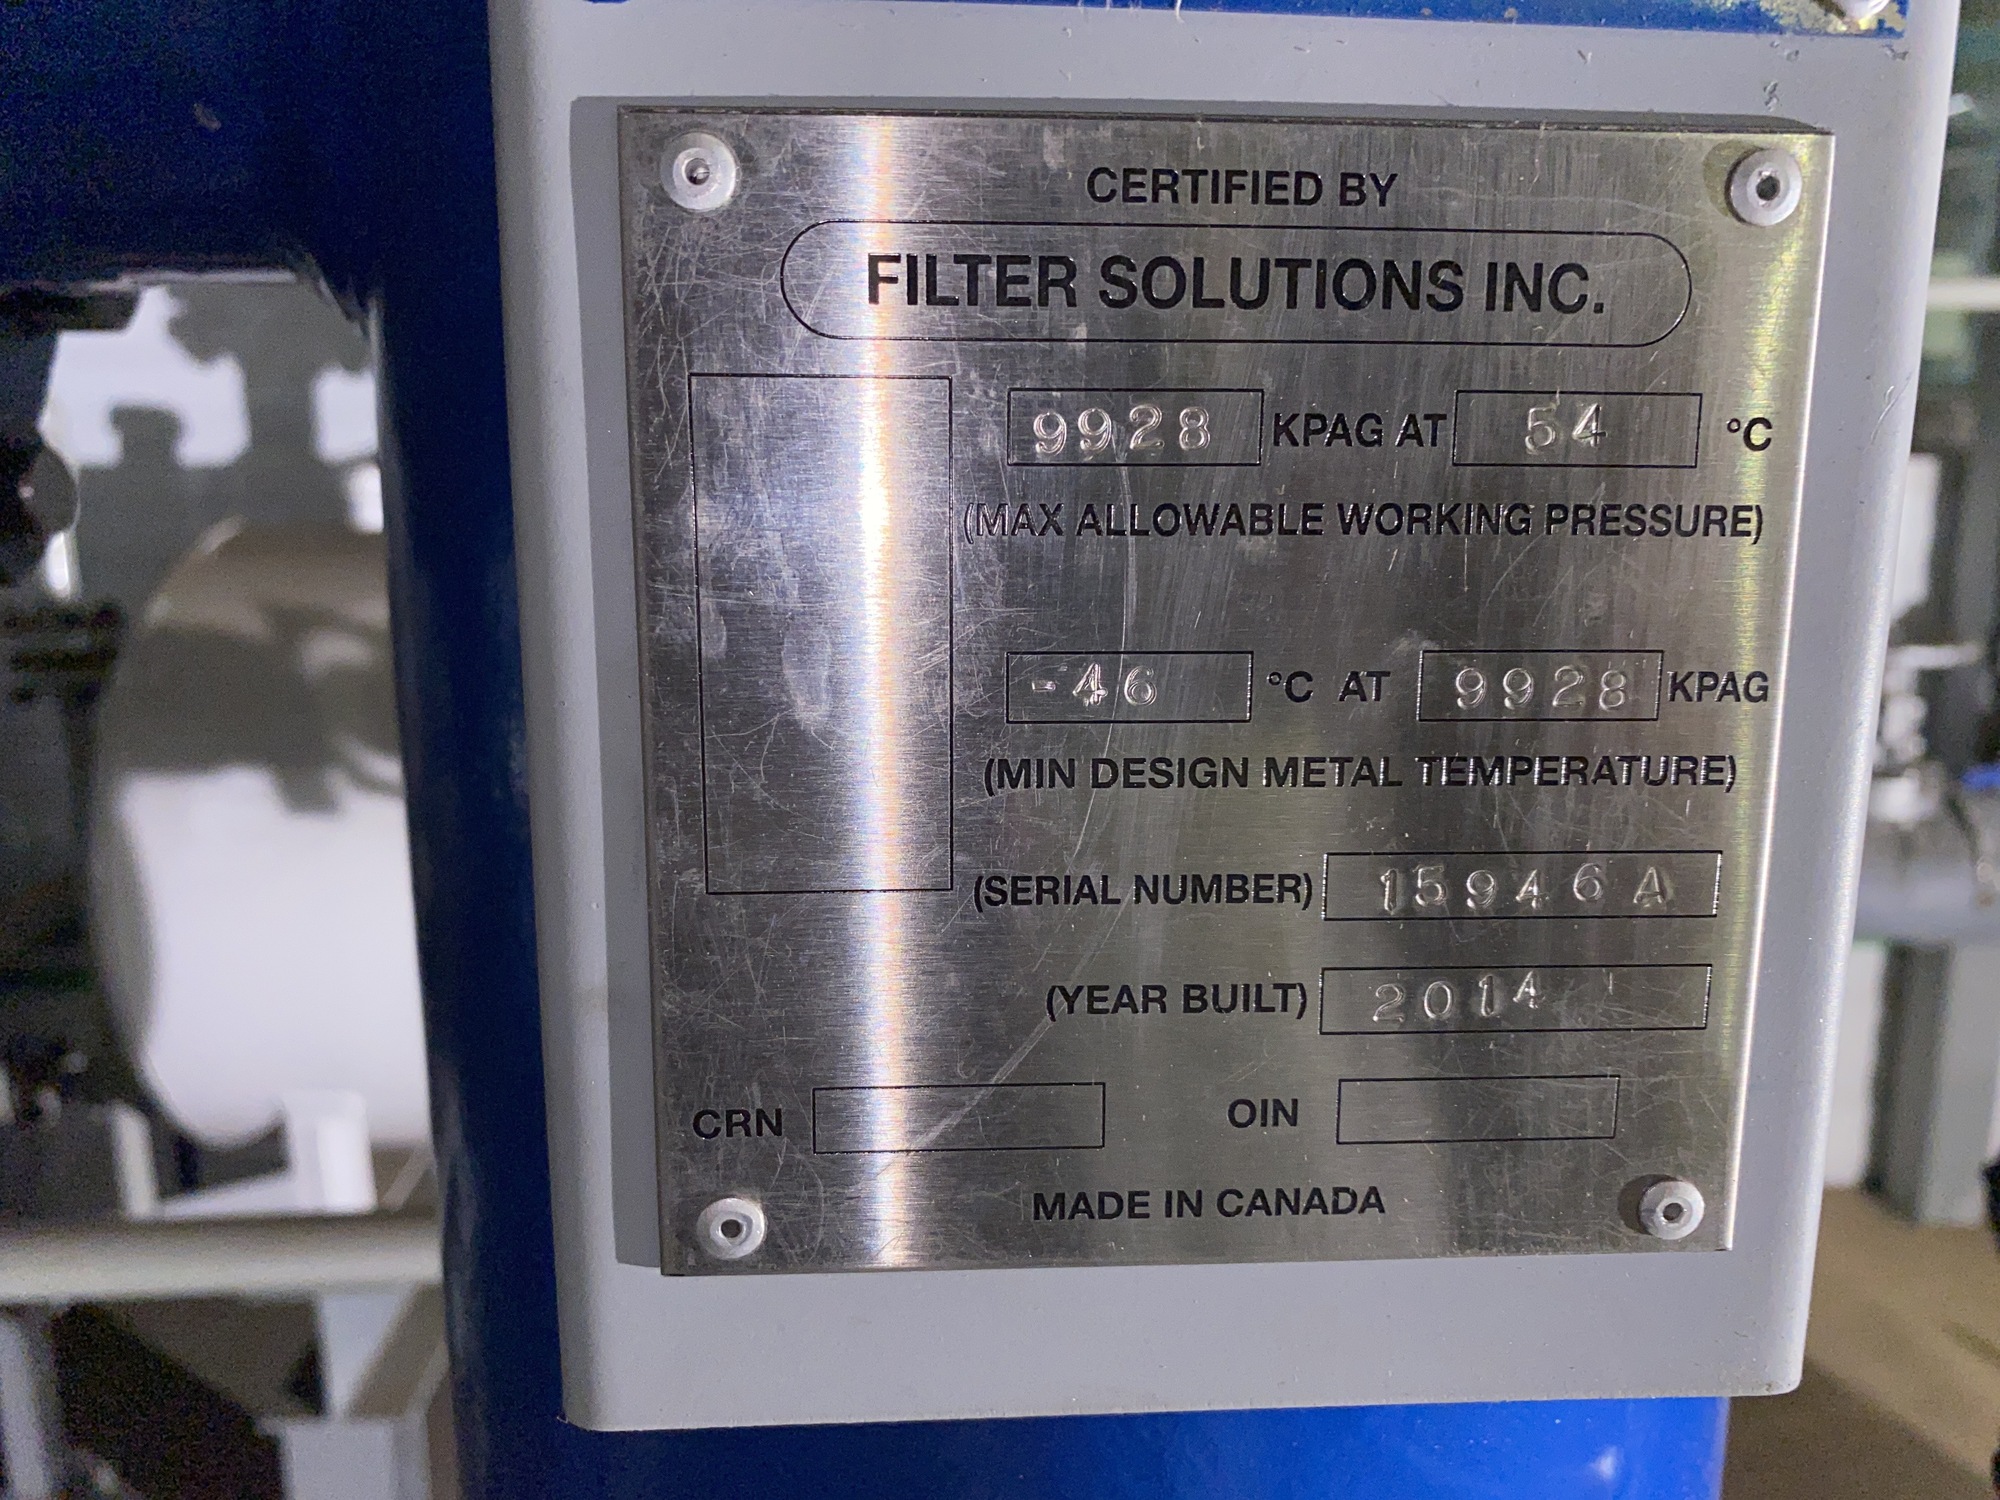 CERTIFIED BY
FILTER SOLUTIONS INC.
9928 KPAG AT 54 °C
(MAX ALLOWABLE WORKING PRESSURE)
-46 °C AT 9928 KPAG
(MIN DESIGN METAL TEMPERATURE)
(SERIAL NUMBER) 15946A
(YEAR BUILT) 2014
CRN OIN
MADE IN CANADA